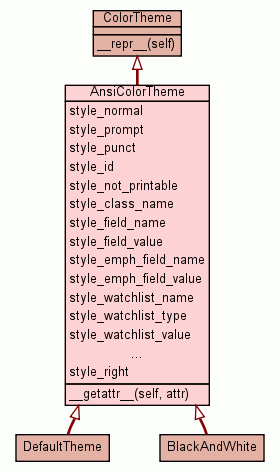 ColorTheme
__repr__(self)
AnsiColorTheme
style_normal
style_prompt
style_punct
style_id
style_not_printable
style_class_name
style_field_name
style_field_value
style_emph_field_name
style_emph_field_value
style_watchlist_name
style_watchlist_type
style_watchlist_value
...
style_right
__getattr__(self, attr)
DefaultTheme
BlackAndWhite